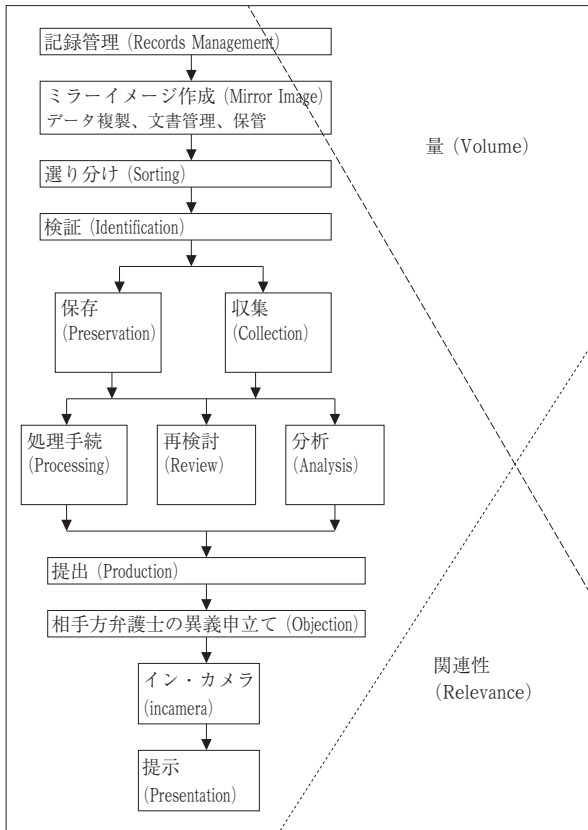 記録管理 (Records Management)
ミラーイメージ作成 (Mirror Image)
データ複製、文書管理、保管
量 (Volume)
選り分け (Sorting)
検証 (Identification)
保存
(Preservation)
収集
(Collection)
処理手続
(Processing)
再検討
(Review)
分析
(Analysis)
提出 (Production)
相手方弁護士の異義申立て (Objection)
関連性
(Relevance)
イン・カメラ
(incamera)
提示
(Presentation)